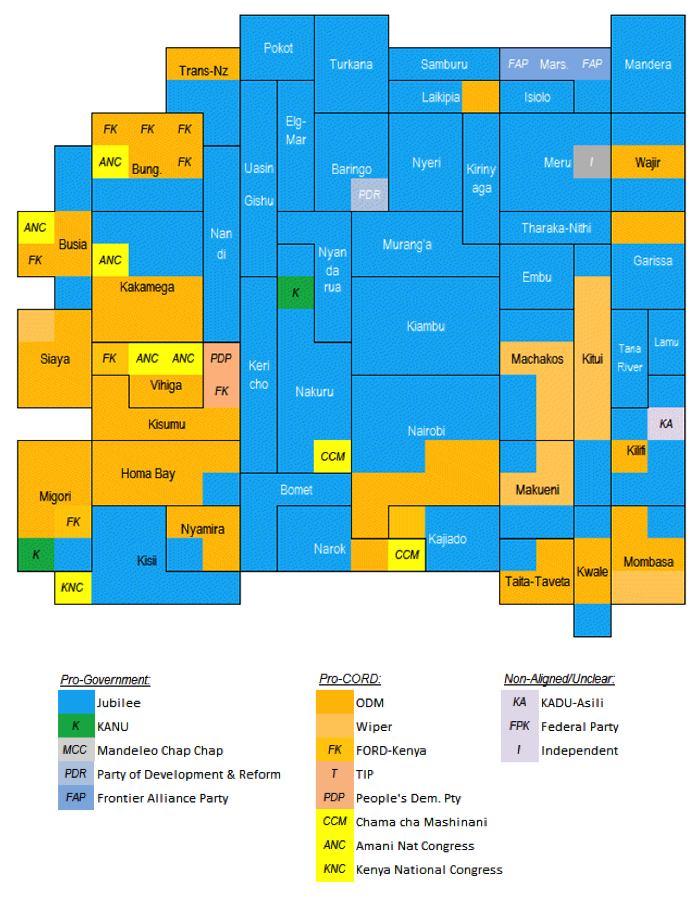 Pokot
Turkana
Trans-Nz
Samburu
FAP Mars. FAP
Mandera
Laikipia
Isiolo
FK FK FK
Elg-
Mar
ANC
Bung.
FK
Uasin
Gishu
Baringo
Nyeri
Kiriny
aga
Meru
I
Wajir
PDR
ANC
Busia
FK
Nan
di
Nyan
da
rua
Murang'a
Tharaka-Nithi
ANC
Garissa
Kakamega
K
Embu
Kiambu
Siaya
FK ANC ANC
PDP
Vihiga
FK
Keri
cho
Nakuru
Machakos
Kitui
Tana
River
Lamu
Kisumu
Nairobi
KA
CCM
Kilifi
Homa Bay
Migori
Bomet
Makueni
FK
Nyamira
K
Kisii
Narok
CCM
Kajiado
KNC
Taita-Taveta
Kwale
Mombasa
Pro-Government:
Jubilee
K KANU
MCC Mandeleo Chap Chap
PDR Party of Development & Reform
FAP Frontier Alliance Party
Pro-CORD:
ODM
Wiper
FK FORD-Kenya
T TIP
PDP People's Dem. Pty
CCM Chama cha Mashinani
ANC Amani Nat Congress
KNC Kenya National Congress
Non-Aligned/Unclear:
KA KADU-Asili
FPK Federal Party
I Independent